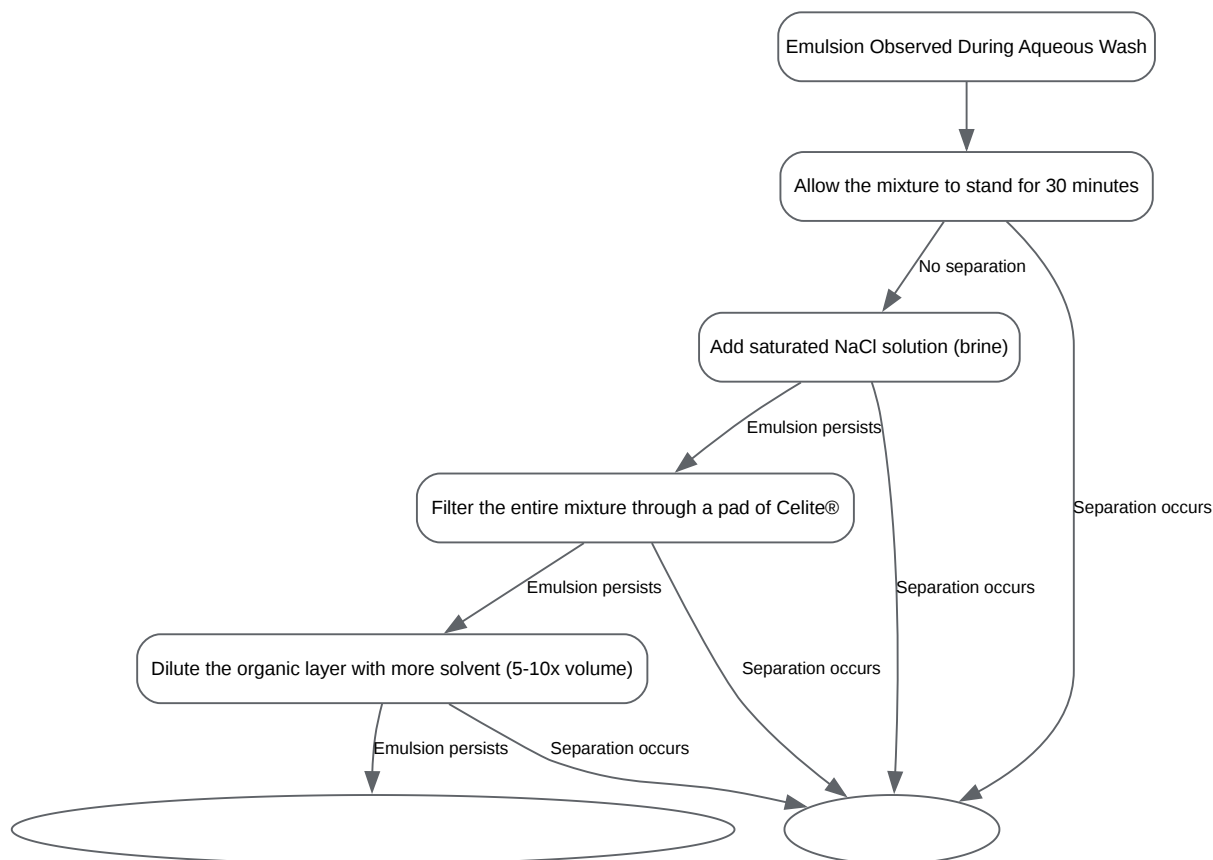 Emulsion Observed During Aqueous Wash
Allow the mixture to stand for 30 minutes
No separation
Add saturated NaCl solution (brine)
Emulsion persists
Filter the entire mixture through a pad of Celite®
Separation occurs
Emulsion persists
Separation occurs
Dilute the organic layer with more solvent (5-10x volume)
Separation occurs
Emulsion persists
Separation occurs